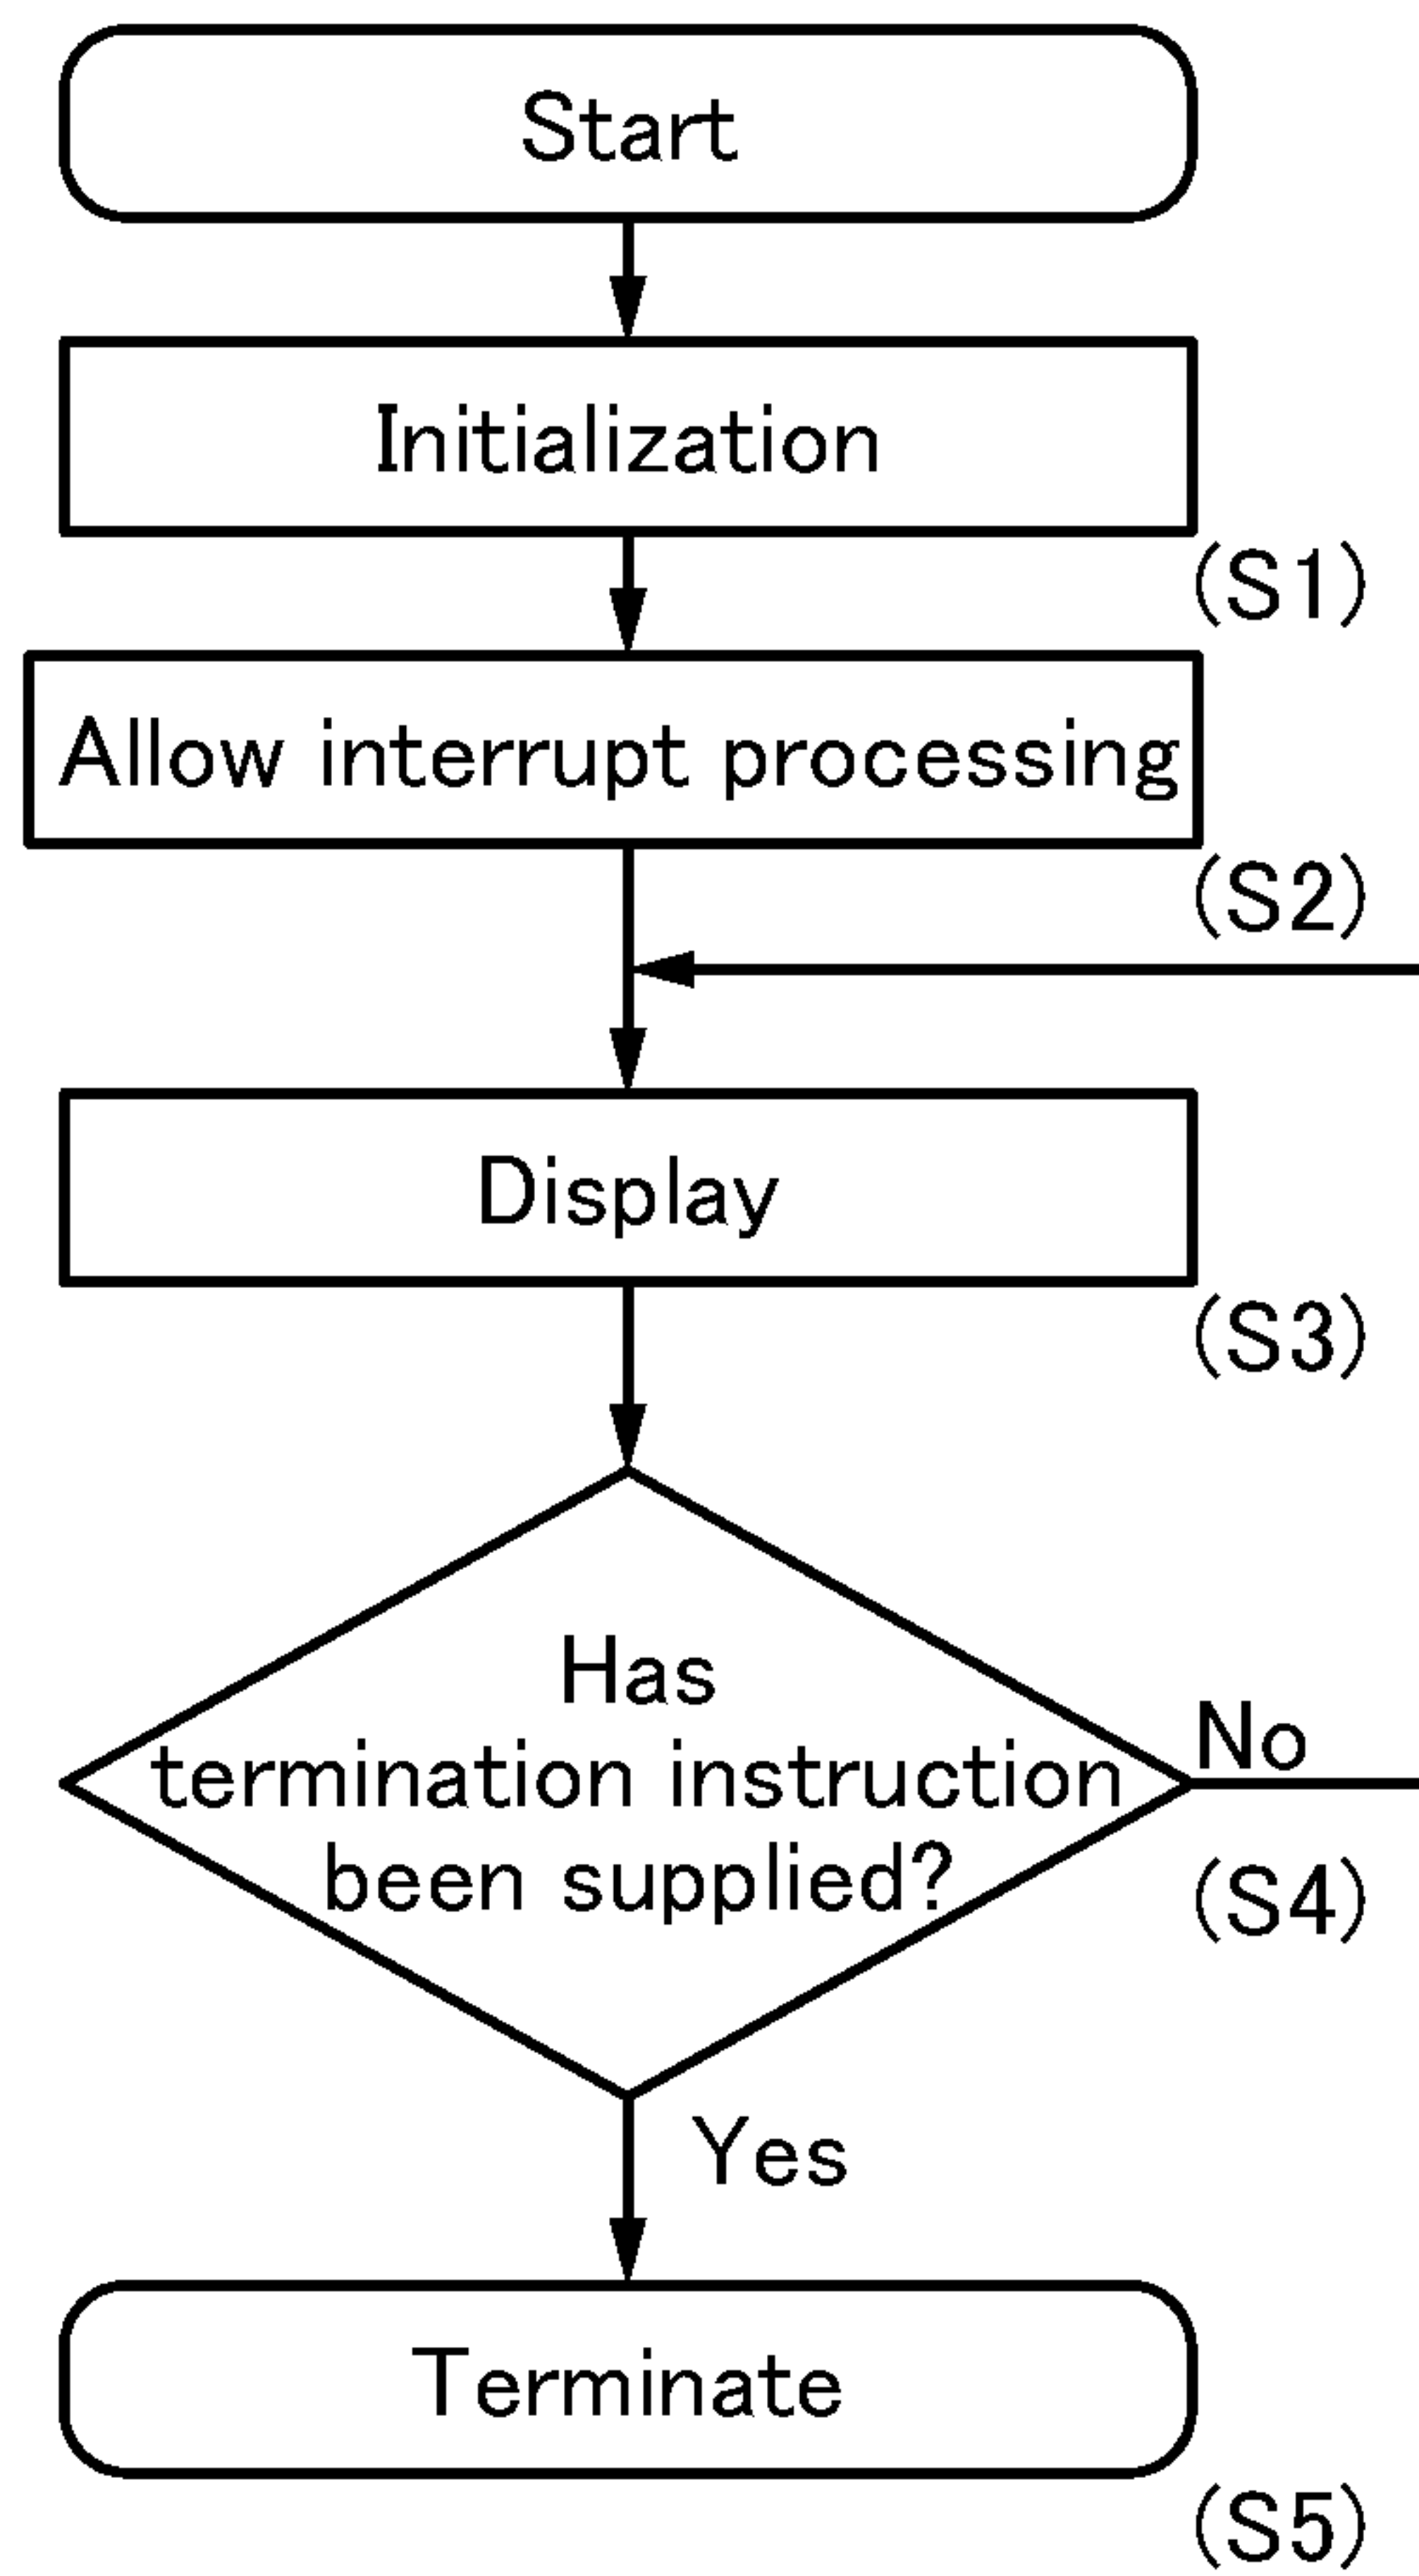 Start
Initialization
(S1)
Allow interrupt processing
(S2)
Display
(S3)
Has
termination instruction
been supplied?
No
(S4)
Yes
Terminate
(S5)